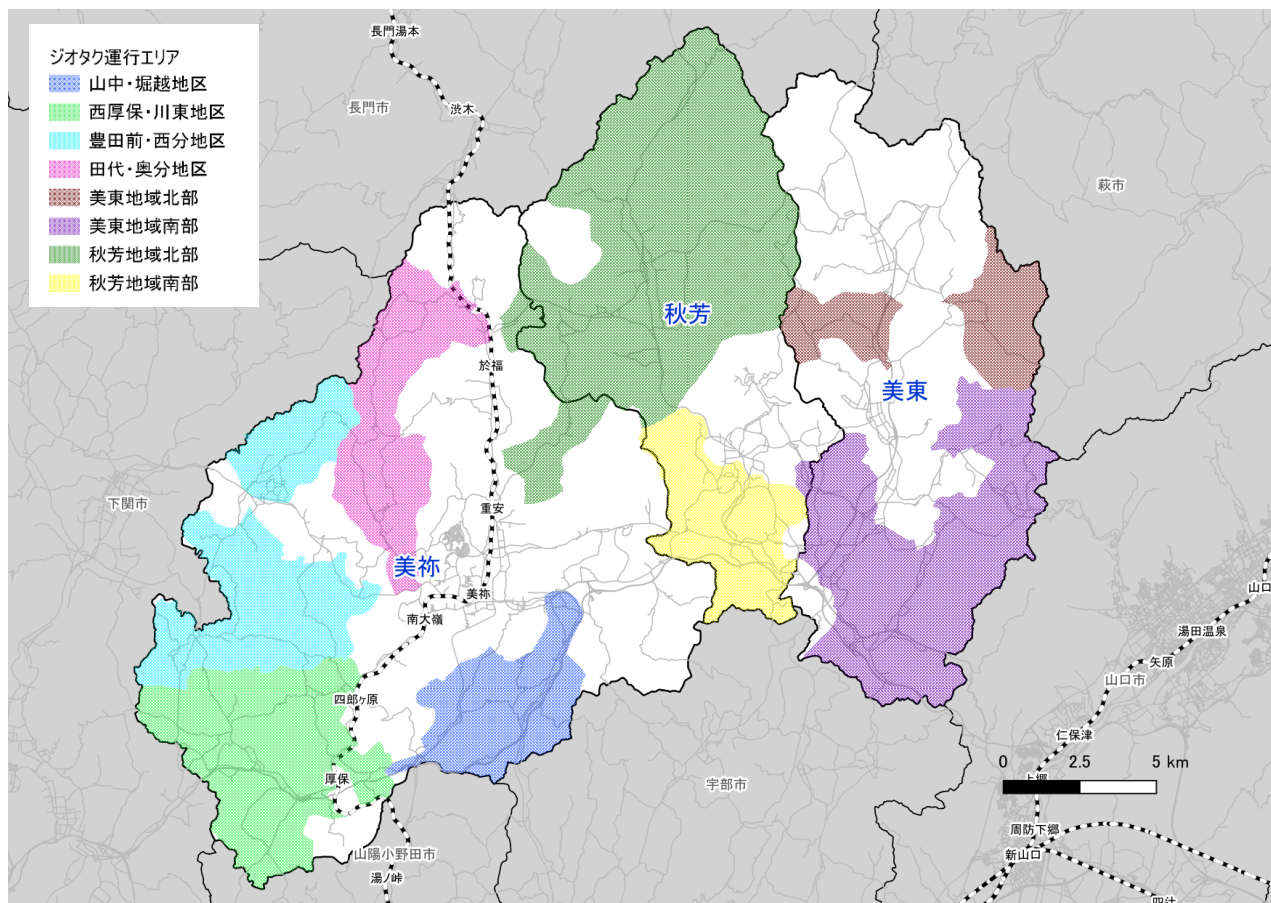 ジオタク運行エリア
山中・堀越地区
西厚保・川東地区
豊田前・西分地区
田代・奥分地区
美東地域北部
美東地域南部
秋芳地域北部
秋芳地域南部
長門湯本
長門市
渋木
萩市
秋芳
於福
美東
下関市
重安
美祢
美祢
南大嶺
山口
湯田温泉
矢原
山口市
四郎ヶ原
仁保津
0 2.5 5 km
上郷
厚保
宇部市
周防下郷
新山口
山陽小野田市
湯ノ峠
四辻